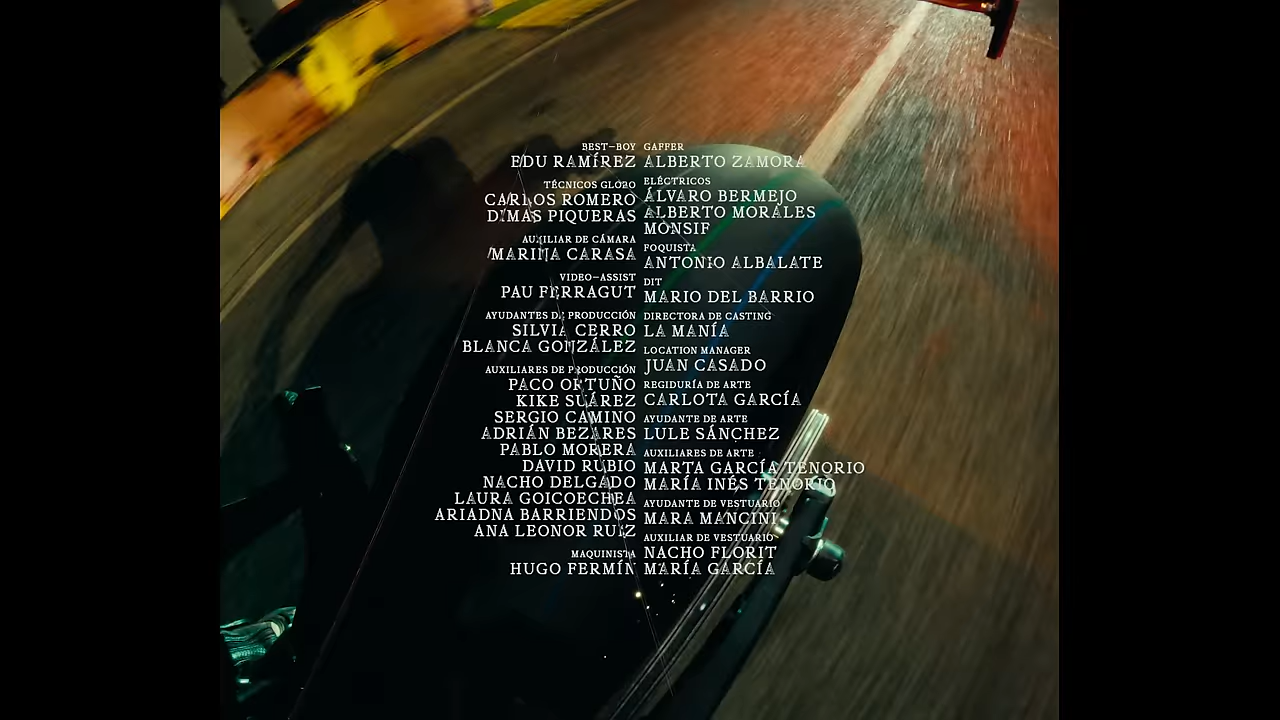 BEST-BOY
EDU RAMÍREZ
TÉCNICOS GLOBO
CARLOS ROMERO
DIMAS PIQUERAS
AUXILIAR DE CÁMARA
MARINA CARASA
VIDEO-ASSIST
PAU FERRAGUT
AYUDANTES DE PRODUCCIÓN
SILVIA CERRO
BLANCA GONZÁLEZ
AUXILIARES DE PRODUCCIÓN
PACO ORTUÑO
KIKE SUÁREZ
SERGIO CAMINO
ADRIÁN BEZARES
PABLO MORERA
DAVID RUBIO
NACHO DELGADO
LAURA GOICOECHEA
ARIADNA BARRIENDOS
ANA LEONOR RUIZ
MAQUINISTA
HUGO FERMÍN
GAFFER
ALBERTO ZAMORA
ELÉCTRICOS
ÁLVARO BERMEJO
ALBERTO MORALES
MONSIF
FOQUISTA
ANTONIO ALBALATE
DIT
MARIO DEL BARRIO
DIRECTORA DE CASTING
LA MANÍA
LOCATION MANAGER
JUAN CASADO
REGIDURÍA DE ARTE
CARLOTA GARCÍA
AYUDANTE DE ARTE
LULE SÁNCHEZ
AUXILIARES DE ARTE
MARTA GARCÍA TENORIO
MARÍA INÉS TENORIO
AYUDANTE DE VESTUARIO
MARA MANCINI
AUXILIAR DE VESTUARIO
NACHO FLORIT
MARÍA GARCÍA